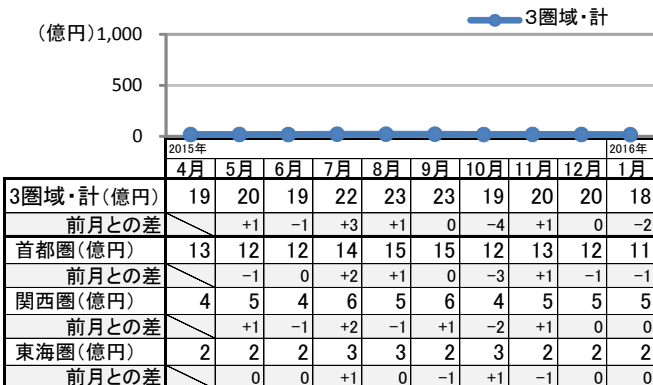 3圏域・計
(億円)1,000
500
0
2015年 2016年
4月 5月 6月 7月 8月 9月 10月 11月 12月 1月
3圏域・計(億円) 19 20 19 22 23 23 19 20 20 18
前月との差 +1 −1 +3 +1 0 −4 +1 0 −2
首都圏(億円) 13 12 12 14 15 15 12 13 12 11
前月との差 −1 0 +2 +1 0 −3 +1 −1 −1
関西圏(億円) 4 5 4 6 5 6 4 5 5 5
前月との差 +1 −1 +2 −1 +1 −2 +1 0 0
東海圏(億円) 2 2 2 3 3 2 3 2 2 2
前月との差 0 0 +1 0 −1 +1 −1 0 0